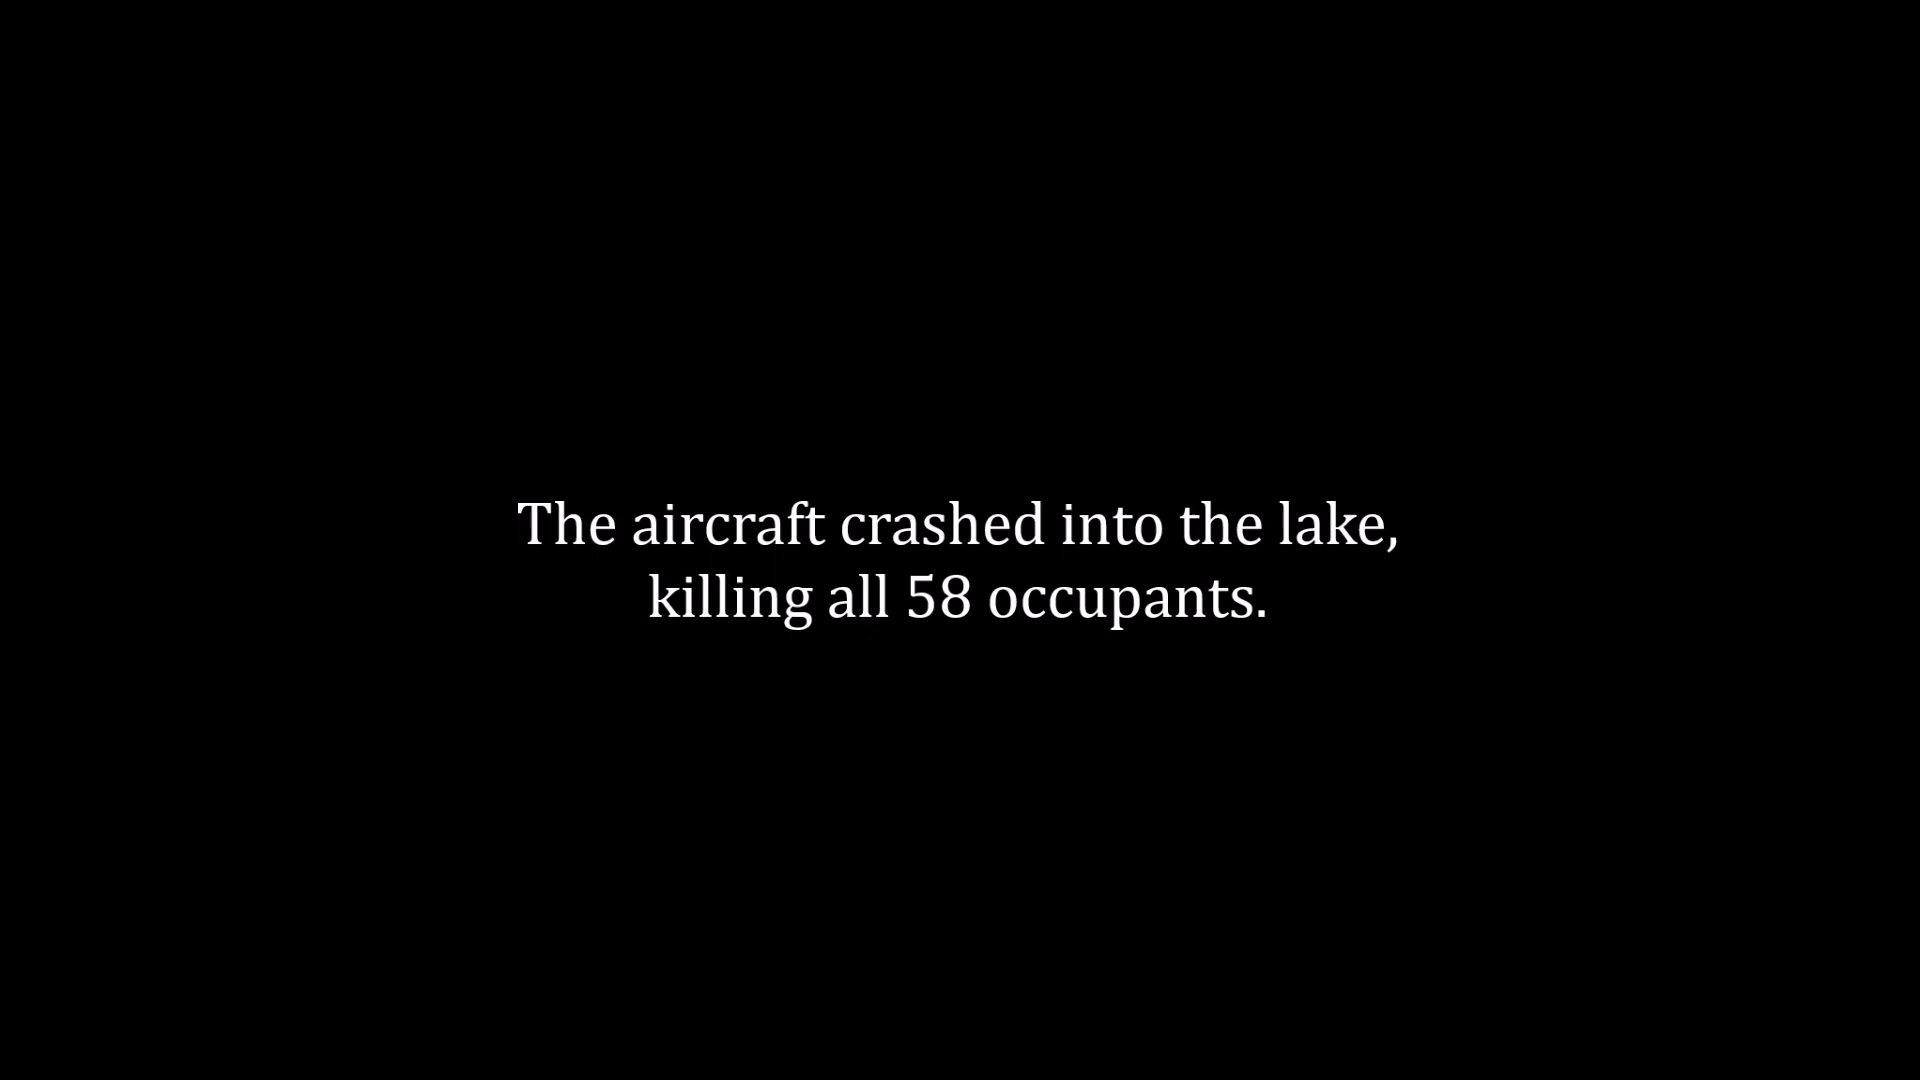 The aircraft crashed into the lake,
killing all 58 occupants.